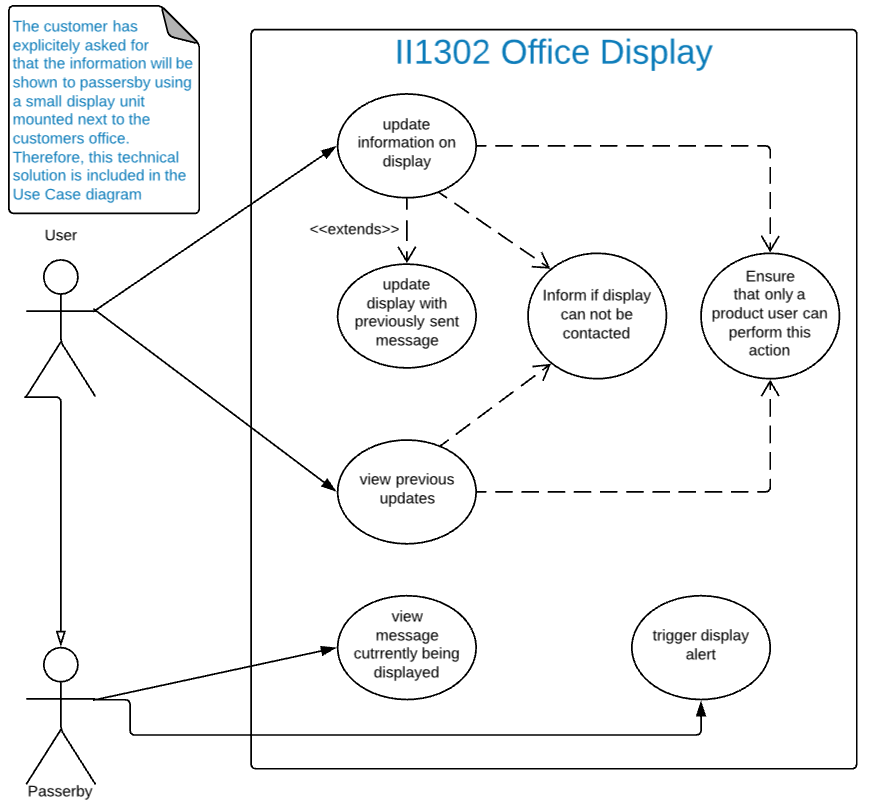 The customer has
explicitely asked for
that the information will be
shown to passersby using
a small display unit
mounted next to the
customers office.
Therefore, this technical
solution is included in the
Use Case diagram
II1302 Office Display
update
information on
display
User
<<extends>>
update
display with
previously sent
message
Inform if display
can not be
contacted
Ensure
that only a
product user can
perform this
action
view previous
updates
view
message
cutrrently being
displayed
trigger display
alert
Passerby